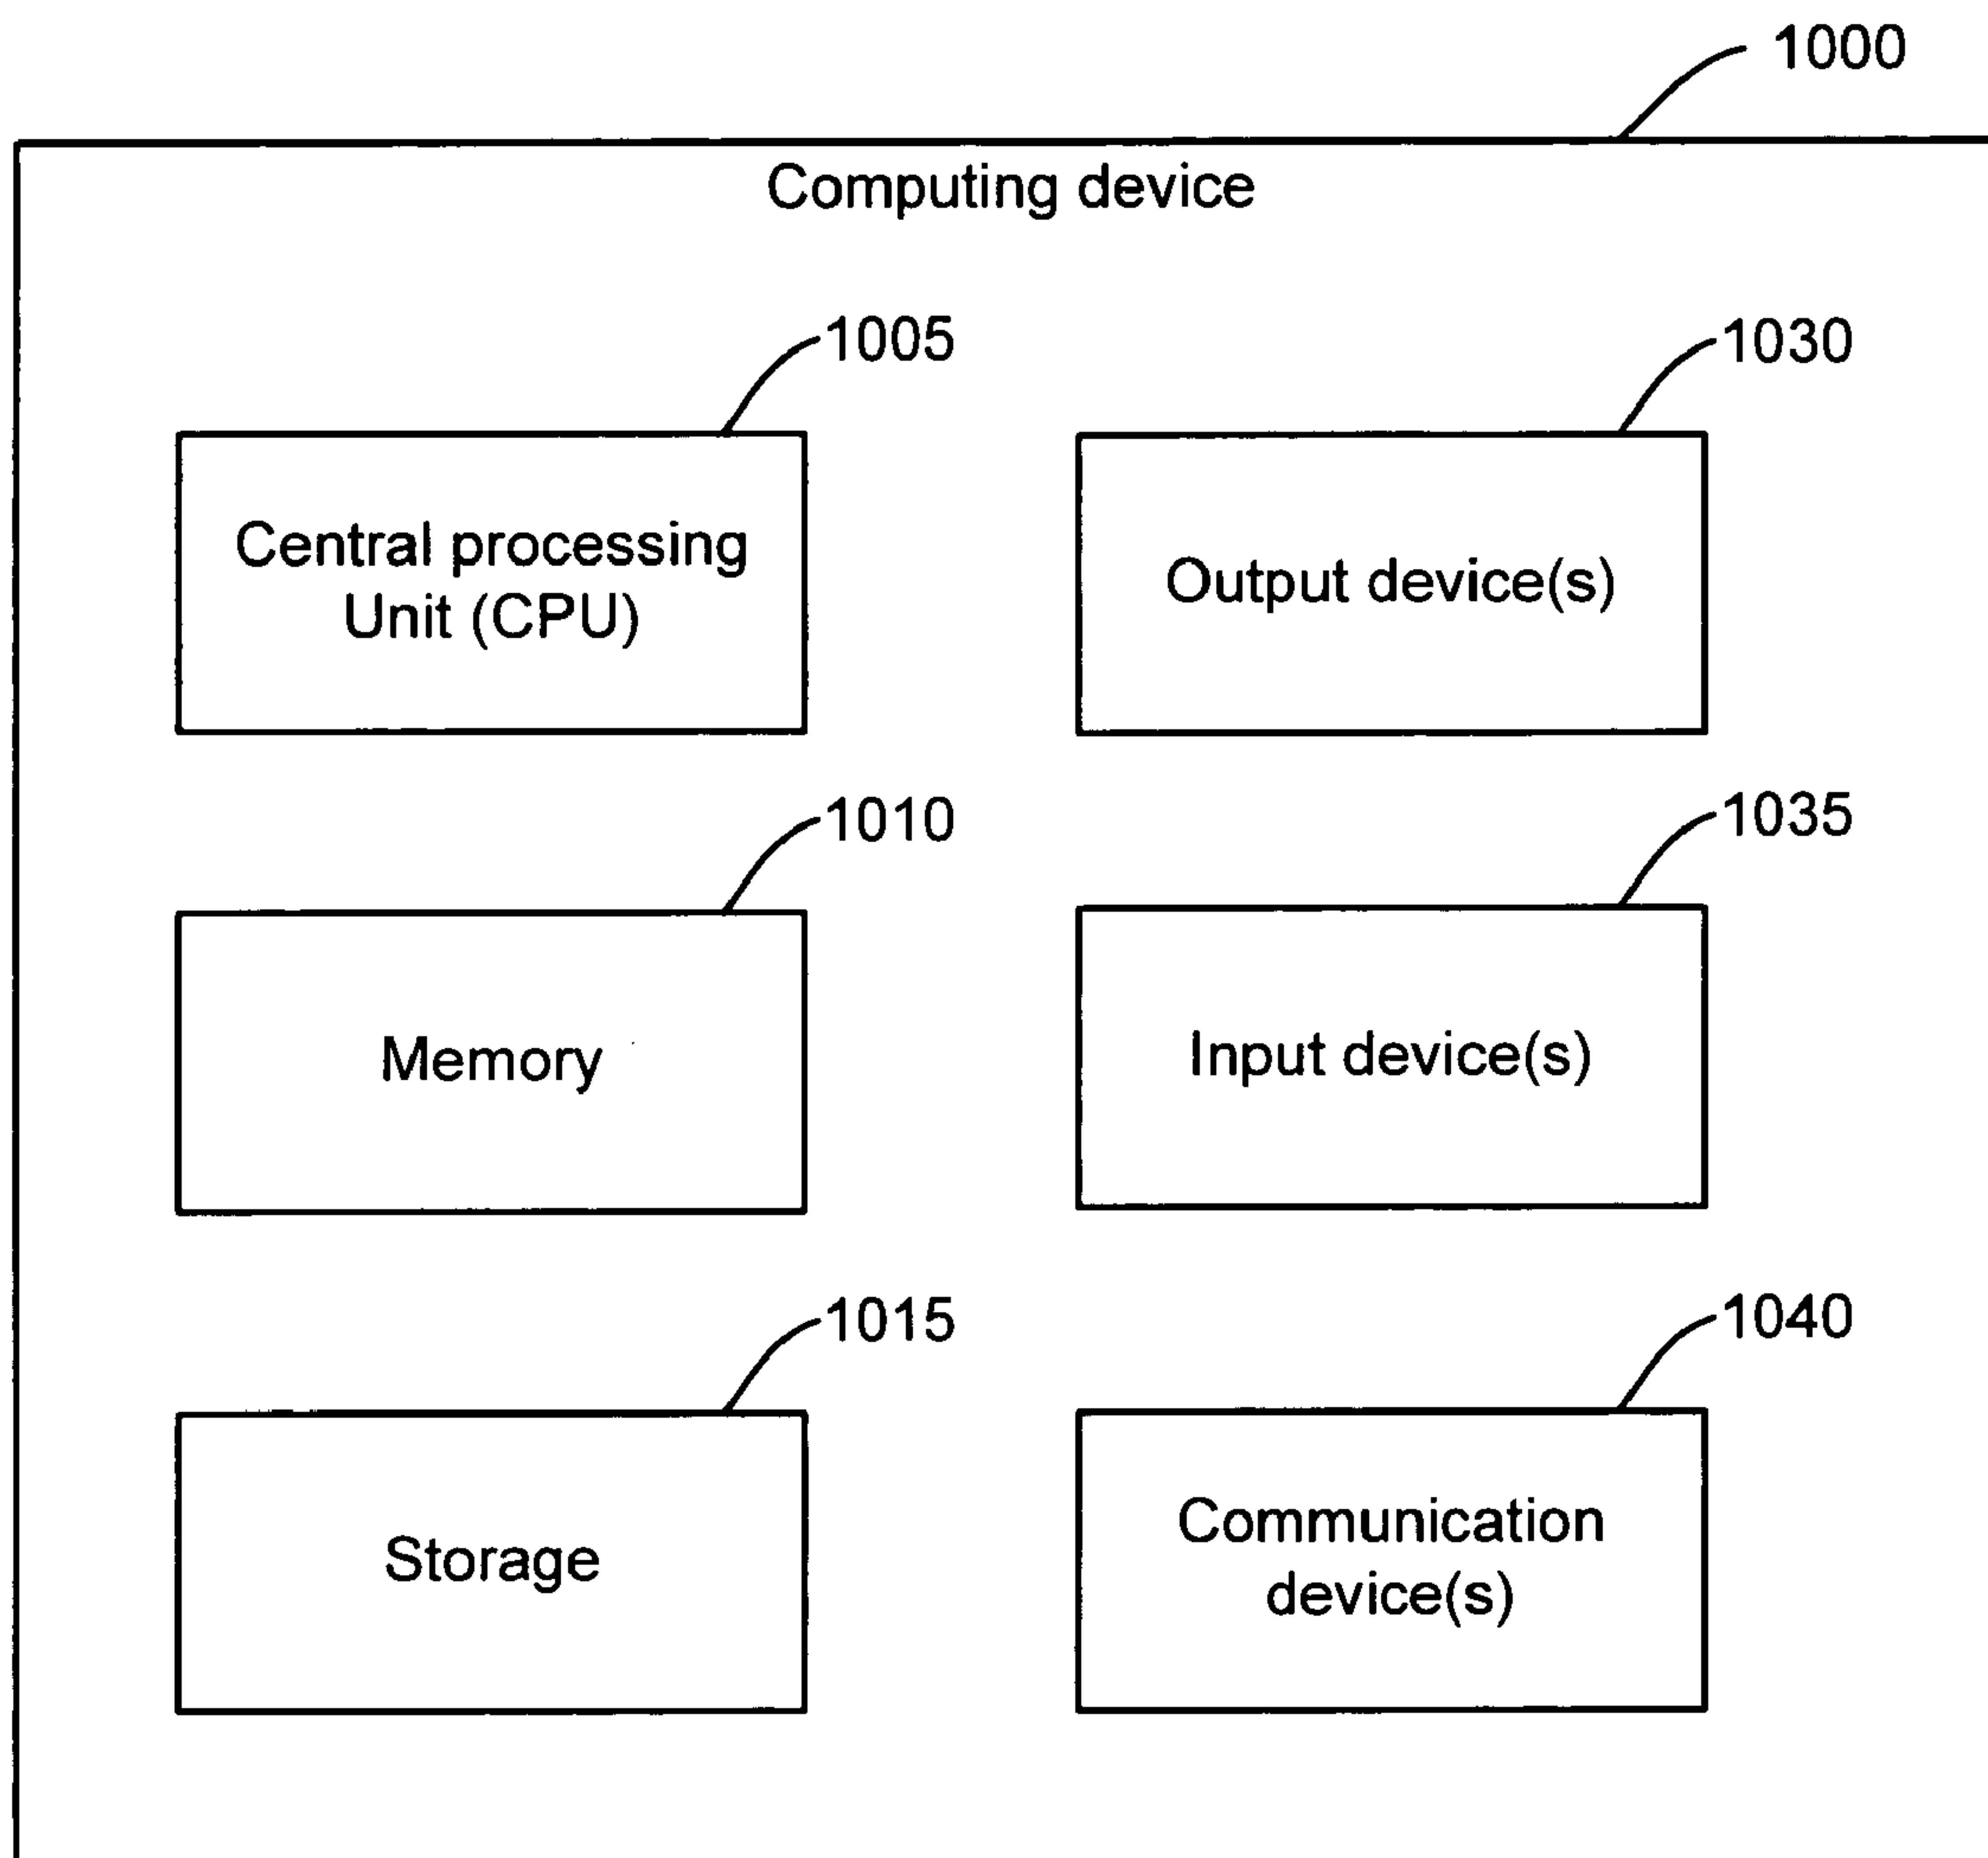 1000
Computing device
1005
1030
Central processing
Unit (CPU)
Output device(s)
1010
1035
Memory
Input device(s)
1015
1040
Storage
Communication
device(s)